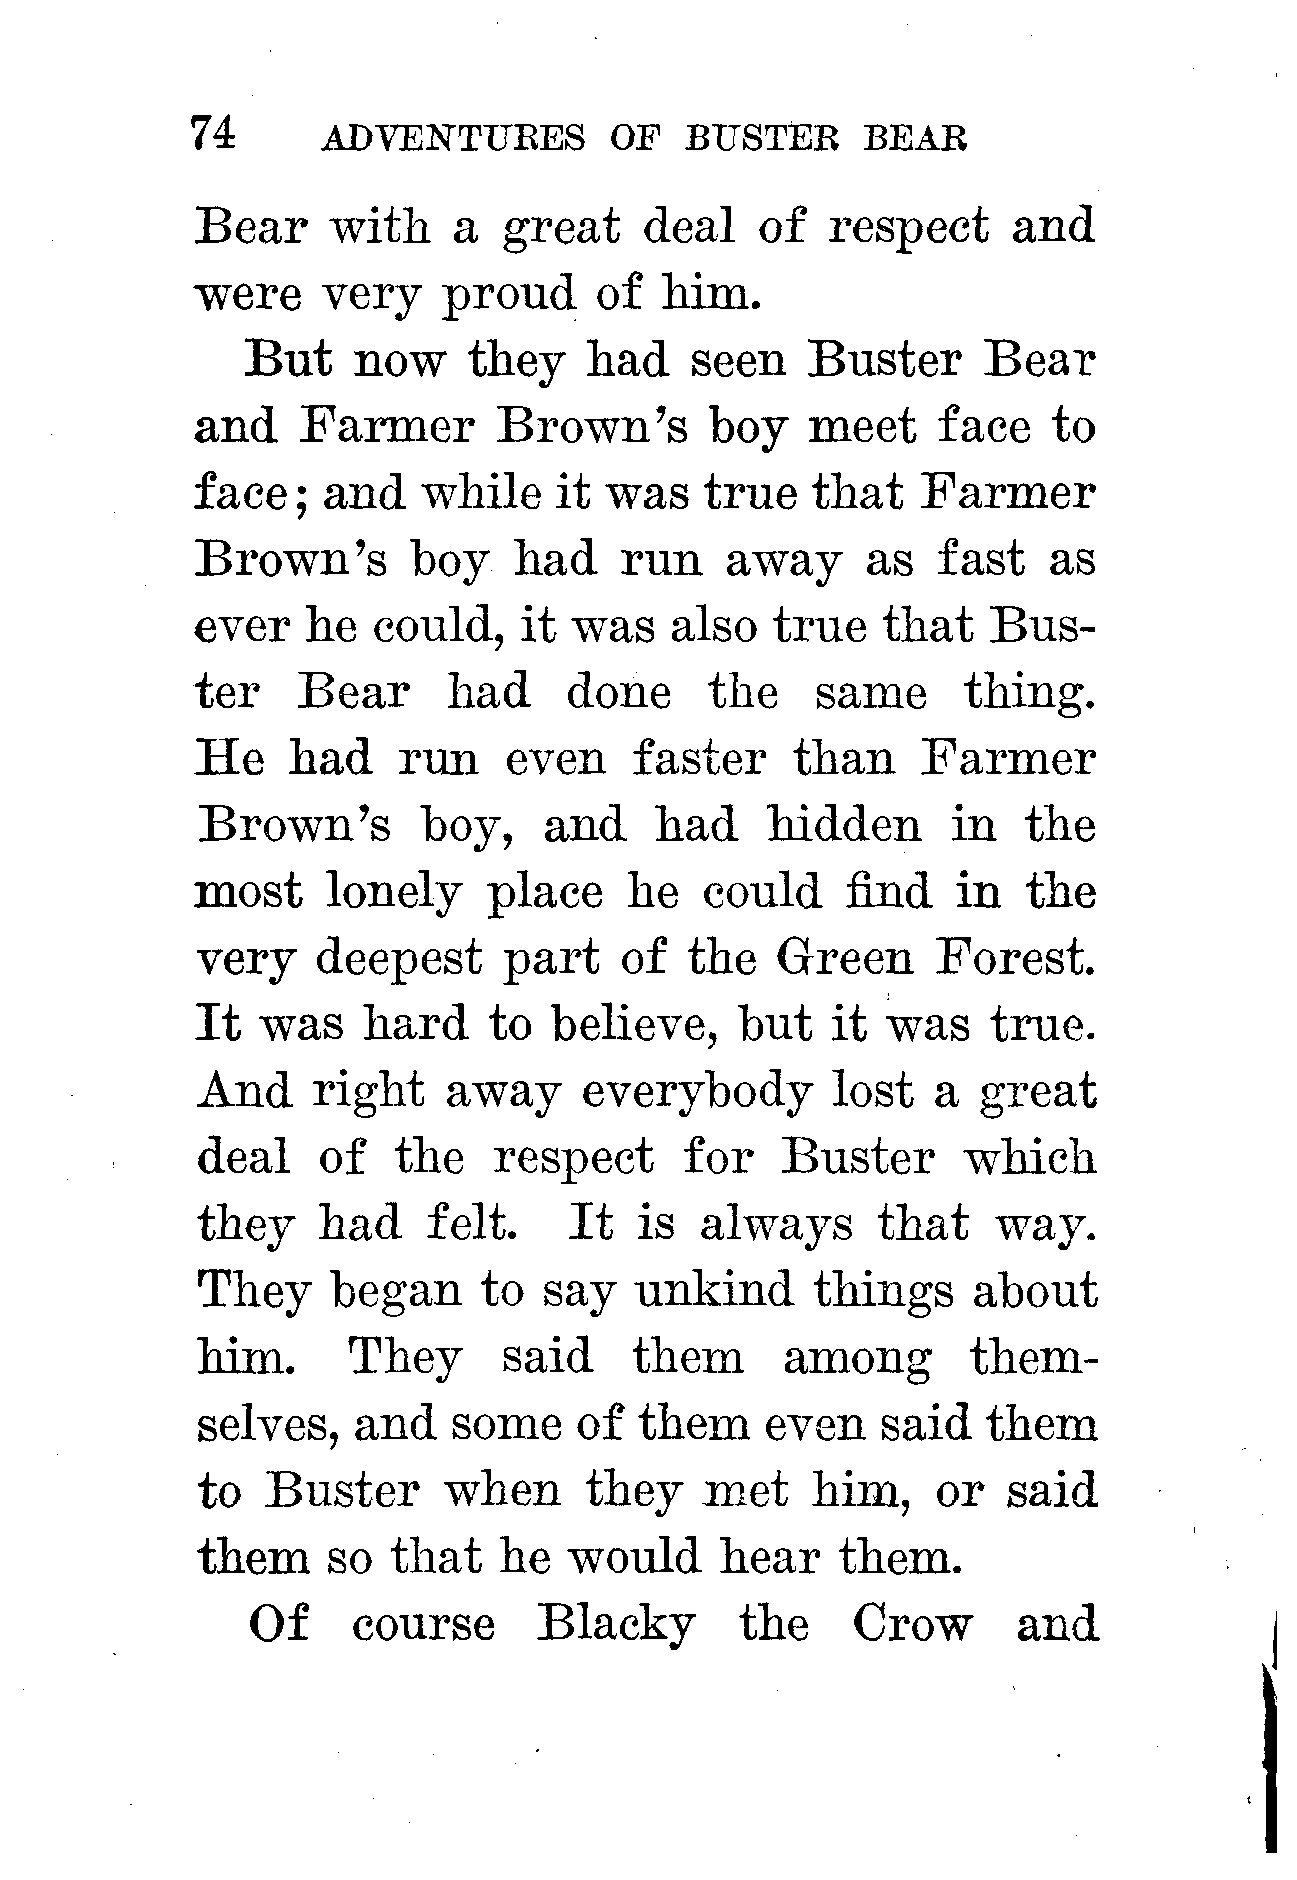 74 ADVENTURES OF BUSTER BEAR
Bear with a great deal of respect and
were very proud of him.
But now they had seen Buster Bear
and Farmer Brown's boy meet face to
face; and while it was true that Farmer
Brown's boy had run away as fast as
ever he could, it was also true that Bus-
ter Bear had done the same thing.
He had run even faster than Farmer
Brown's boy, and had hidden in the
most lonely place he could find in the
very deepest part of the Green Forest.
It was hard to believe, but it was true.
And right away everybody lost a great
deal of the respect for Buster which
they had felt. It is always that way.
They began to say unkind things about
him. They said them among them-
selves, and some of them even said them
to Buster when they met him, or said
them so that he would hear them.
Of course Blacky the Crow and